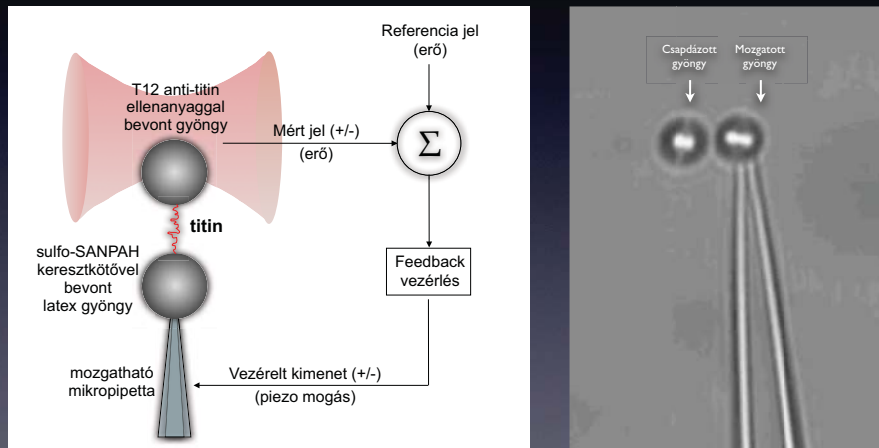 Referencia jel
(erő)
T12 anti-titin
ellenanyaggal
bevont gyöngy
Mért jel (+/-)
(erő)
Σ
titin
sulfo-SANPAH
keresztkötővel
bevont
latex gyöngy
Feedback
vezérlés
mozgatható
mikropipetta
Vezérelt kimenet (+/-)
(piezo mogás)
Csapdázott
gyöngy
Mozgatott
gyöngy